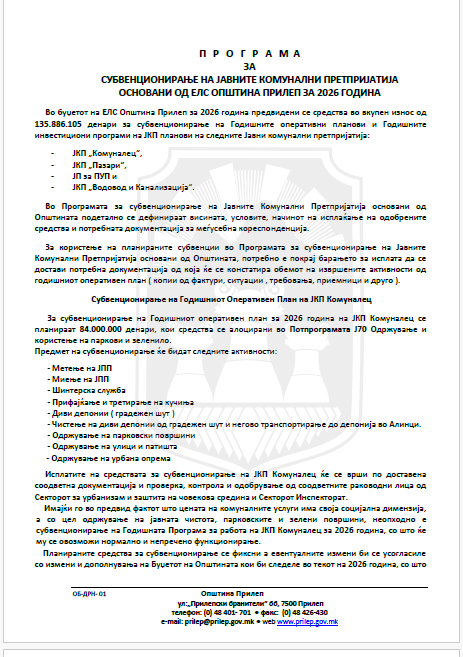 П Р О Г Р А М А
ЗА
СУБВЕНЦИОНИРАЊЕ НА ЈАВНИТЕ КОМУНАЛНИ ПРЕТПРИЈАТИЈА
ОСНОВАНИ ОД ЕЛС ОПШТИНА ПРИЛЕП ЗА 2026 ГОДИНА
Во буџетот на ЕЛС Општина Прилеп за 2026 година предвидени се средства во вкупен износ од
135.886.105 денари за субвенционирање на Годишните оперативни планови и Годишните
инвестициони програми на ЈКП планови на следните Јавни комунални претпријатија:
- ЈКП „Комуналец“,
- ЈКП „Пазари“,
- ЈП за ПУП и
- ЈКП „Водовод и Канализација“.
Во Програмата за субвенционирање на Јавните Комунални Претпријатија основани од
Општината подетално се дефинираат висината, условите, начинот на исплаќање на одобрените
средства и потребната документација за меѓусебна кореспонденција.
За користење на планираните субвенции во Програмата за субвенционирање на Јавните
Комунални Претпријатија основани од Општината, потребно е покрај барањето за исплата да се
достави потребна документација од која ќе се констатира обемот на извршените активности од
годишниот оперативен план ( копии од фактури, ситуации , требовања, приемници и друго ).
Субвенционирање на Годишниот Оперативен План на ЈКП Комуналец
За субвенционирање на Годишниот оперативен план за 2026 година на ЈКП Комуналец се
планираат 84.000.000 денари, кои средства се алоцирани во Потпрограмата Ј70 Одржување и
користење на паркови и зеленило.
Предмет на субвенционирање ќе бидат следните активности:
- Метење на ЈПП
- Миење на ЈПП
- Шинтерска служба
- Прифаќање и третирање на кучиња
- Диви депонии ( градежен шут )
- Чистење на диви депонии од градежен шут и негово транспортирање до депонија во Алинци.
- Одржување на парковски површини
- Одржување на улици и патишта
- Одржување на урбана опрема
Исплатите на средствата за субвенционирање на ЈКП Комуналец ќе се врши по доставена
соодветна документација и проверка, контрола и одобрување од соодветните раководни лица од
Секторот за урбанизам и заштита на човекова средина и Секторот Инспекторат.
Имајќи го во предвид фактот што цената на комуналните услуги има своја социјална димензија,
а со цел одржување на јавната чистота, парковските и зелени површини, неопходно е
субвенционирање на Годишната Програма за работа на ЈКП Комуналец за 2026 година, со што ќе
му се овозможи нормално и непречено функционирање.
Планираните средства за субвенционирање се фиксни а евентуалните измени би се усогласиле
со измени и дополнувања на Буџетот на Општината кои би следеле во текот на 2026 година, со што
ОБ-ДРН- 01
Општина Прилеп
ул:„Прилепски бранители“ бб, 7500 Прилеп
телефон: (0) 48 401- 701 • факс: (0) 48 426-430
e-mail: prilep@prilep.gov.mk • web www.prilep.gov.mk